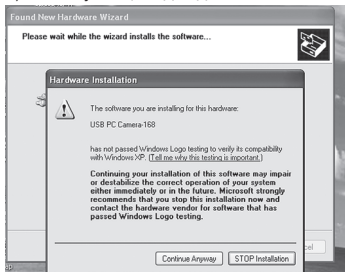 Found New Hardware Wizard
Please wait while the wizard installs the software...
Hardware Installation
The software you are installing for this hardware:
USB PC Camera-168
has not passed Windows Logo testing to verify its compatibility
with Windows XP. (Tell me why this testing is important.)
Continuing your installation of this software may impair
or destabilize the correct operation of your system
either immediately or in the future. Microsoft strongly
recommends that you stop this installation now and
contact the hardware vendor for software that has
passed Windows Logo testing.
Continue Anyway STOP Installation